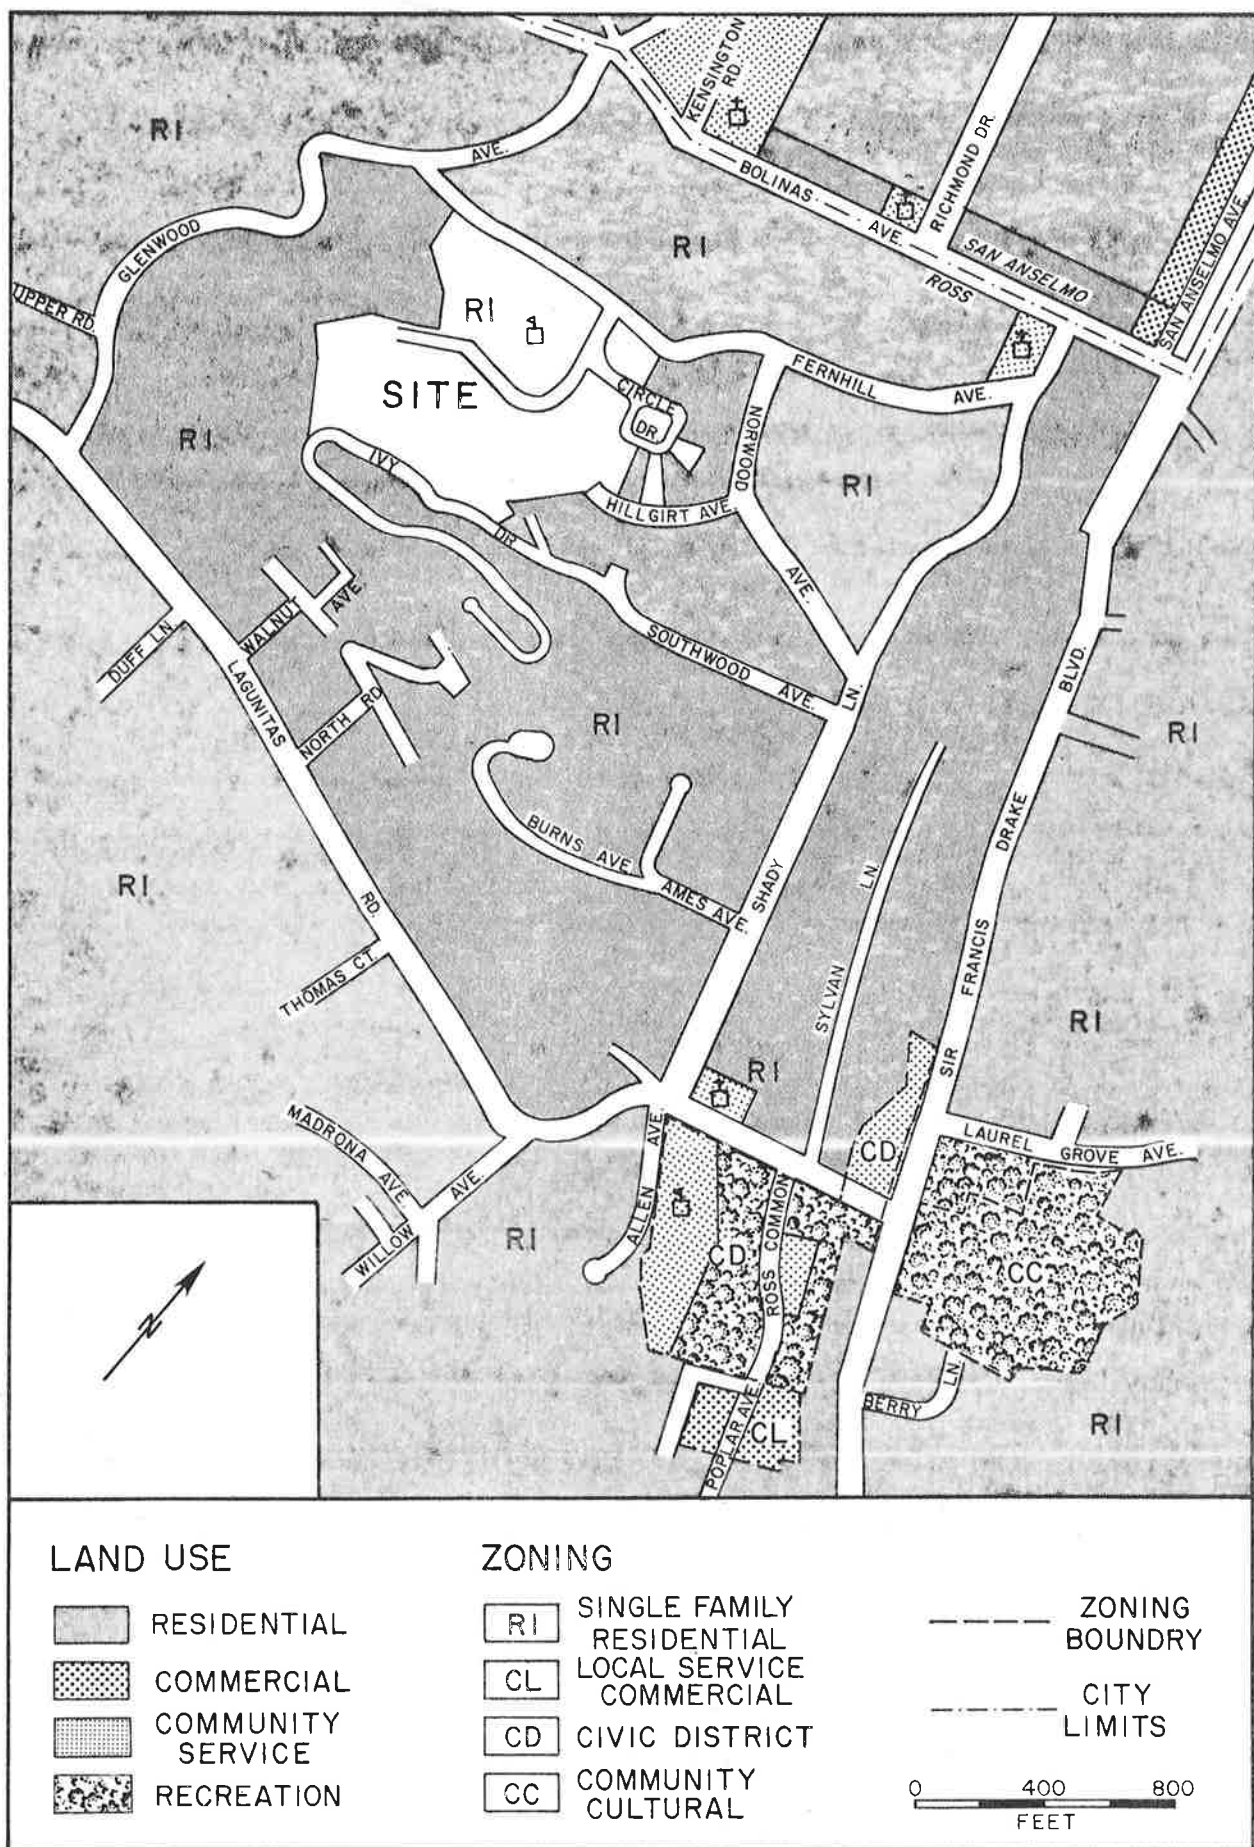 KENSINGTON
RD
RI
AVE.
BOLINAS
AVE.
RICHMOND DR.
SAN ANSELMO
ROSS
SAN ANSELMO AVE.
GLENWOOD
UPPER RD.
RI
RI
SITE
CIRCLE
DR.
NORWOOD
FERNHILL
AVE.
RI
IVY
DR
HILLGIRT AVE.
RI
AVE.
WALNUT
AVE.
DUFF LN.
LAGUNITAS
NORTH RD
SOUTHWOOD
AVE.
LN.
BLVD.
RI
RI
BURNS AVE.
AMES AVE.
SHADY
LN.
DRAKE
RI
RD.
THOMAS CT.
SYLVAN
FRANCIS
RI
SIR
RI
MADRONA AVE
AVE.
WILLOW
AVE.
ALLEN
LAUREL
GROVE AVE.
CD
RI
CD
ROSS COMMON
CC
N
POPLAR AVE.
CL
BERRY
LN.
RI
LAND USE
RESIDENTIAL
COMMERCIAL
COMMUNITY
SERVICE
RECREATION
ZONING
RI
SINGLE FAMILY
RESIDENTIAL
CL
LOCAL SERVICE
COMMERCIAL
CD
CIVIC DISTRICT
CC
COMMUNITY
CULTURAL
ZONING
BOUNDRY
CITY
LIMITS
0 400 800
FEET